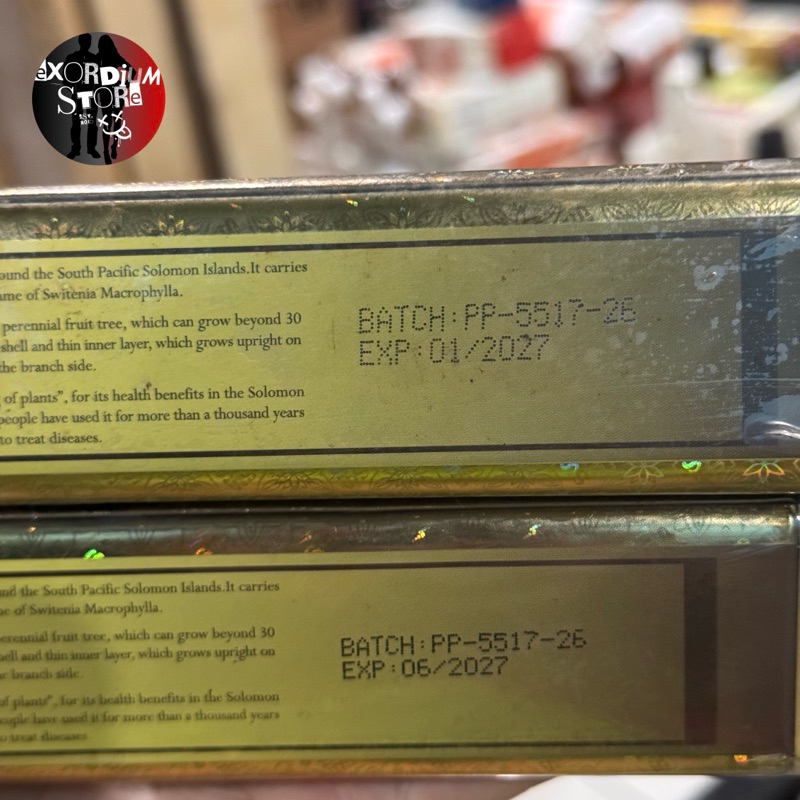 eXORDiUM
STORe
EST.
ound the South Pacific Solomon Islands.It carries
ame of Switenia Macrophylla.
perennial fruit tree, which can grow beyond 30
shell and thin inner layer, which grows upright on
the branch side.
of plants", for its health benefits in the Solomon
people have used it for more than a thousand years
to treat diseases.
BATCH:PP-5517-26
EXP:01/2027
nd the South Pacific Solomon Islands.It carries
ne of Switenia Macrophylla.
erennial fruit tree, which can grow beyond 30
ell and thin inner layer, which grows upright on
e branch side.
of plants", for its health benefits in the Solomon
eople have used it for more than a thousand years
o treat diseases
BATCH:PP-5517-26
EXP:06/2027